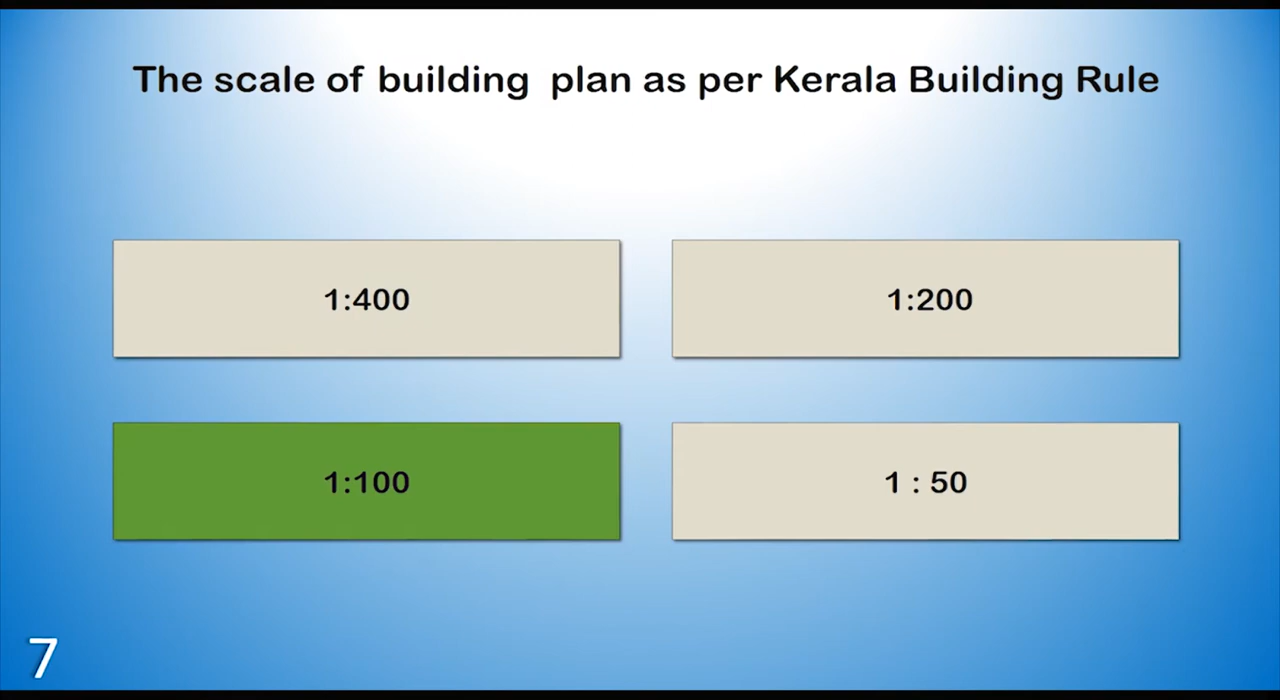 The scale of building plan as per Kerala Building Rule
1:400
1:200
1:100
1 : 50
7